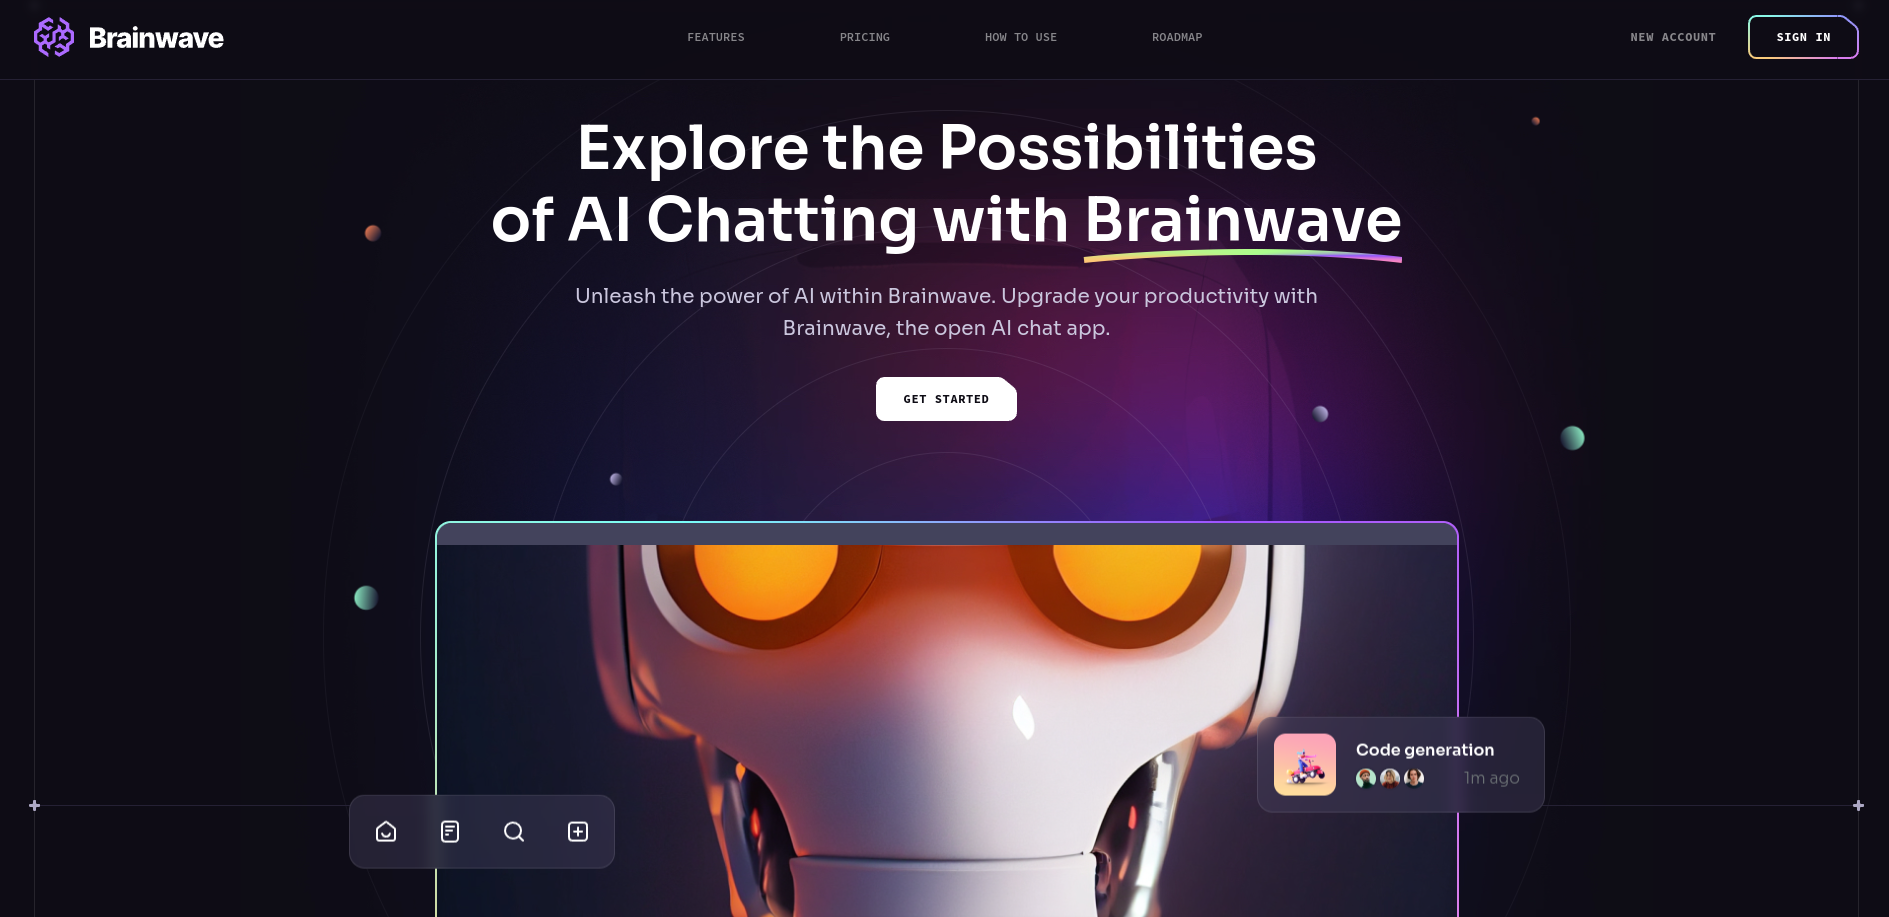 Brainwave
FEATURES
PRICING
HOW TO USE
ROADMAP
NEW ACCOUNT
SIGN IN
Explore the Possibilities
of AI Chatting with Brainwave
Unleash the power of AI within Brainwave. Upgrade your productivity with
Brainwave, the open AI chat app.
GET STARTED
Code generation
1m ago